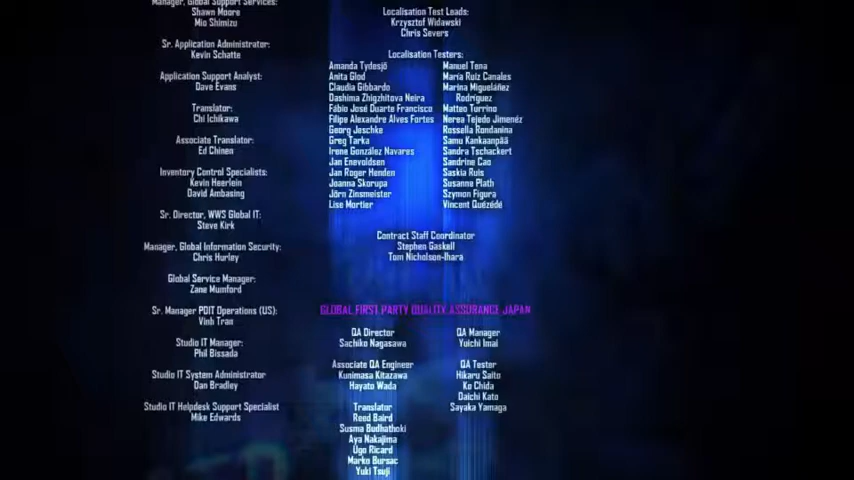 Manager, Global Support Services:
Shawn Moore
Mio Shimizu
Sr. Application Administrator:
Kevin Schatte
Application Support Analyst:
Dave Evans
Translator:
Chi Ichikawa
Associate Translator:
Ed Chinen
Inventory Control Specialists:
Kevin Heerlein
David Ambasing
Sr. Director, WWS Global IT:
Steve Kirk
Manager, Global Information Security:
Chris Hurley
Global Service Manager:
Zane Mumford
Sr. Manager PDIT Operations (US):
Vinh Tran
Studio IT Manager:
Phil Bissada
Studio IT System Administrator
Dan Bradley
Studio IT Helpdesk Support Specialist
Mike Edwards
Localisation Test Leads:
Krzysztof Widawski
Chris Severs
Localisation Testers:
Amanda Tydesjö
Anita Glod
Claudia Gibbardo
Dashima Zhigzhitova Neira
Fábio José Duarte Francisco
Filipe Alexandre Alves Fortes
Georg Jeschke
Greg Tarka
Irene González Navares
Jan Enevoldsen
Jan Roger Henden
Joanna Skorupa
Jörn Zinsmeister
Lise Mortier
Manuel Tena
María Ruiz Canales
Marina Migueláñez
Rodríguez
Matteo Turrino
Nerea Tejedo Jimenéz
Rossella Rondanina
Samu Kankaanpää
Sandra Tschackert
Sandrine Cao
Saskia Ruis
Susanne Plath
Szymon Figura
Vincent Quézédé
Contract Staff Coordinator
Stephen Gaskell
Tom Nicholson-Ihara
GLOBAL FIRST PARTY QUALITY ASSURANCE JAPAN
QA Director
Sachiko Nagasawa
Associate QA Engineer
Kunimasa Kitazawa
Hayato Wada
Translator
Reed Baird
Susma Budhathoki
Aya Nakajima
Ugo Ricard
Marko Bursac
Yuki Tsuji
QA Manager
Yuichi Imai
QA Tester
Hikaru Saito
Ko Chida
Daichi Kato
Sayaka Yamaga